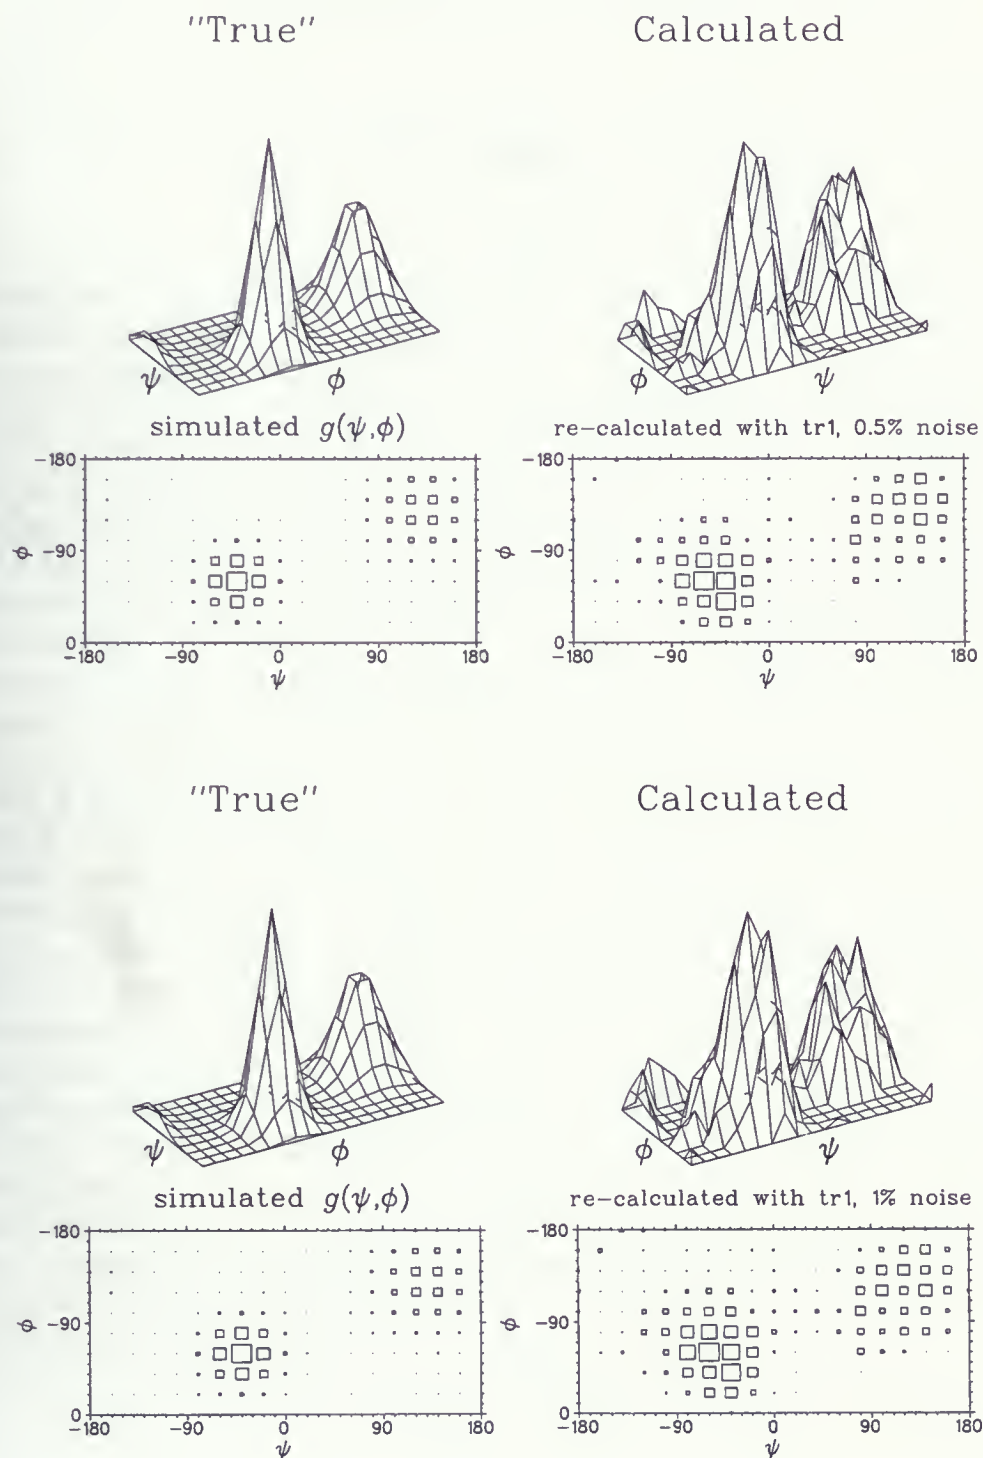 "True"
Calculated
ψ
ϕ
ϕ
ψ
simulated g(ψ,ϕ)
re-calculated with tr1, 0.5% noise
-180
-90
0
ϕ
-180
-90
0
90
180
ψ
-180
-90
0
ϕ
-180
-90
0
90
180
ψ
"True"
Calculated
ψ
ϕ
ϕ
ψ
simulated g(ψ,ϕ)
re-calculated with tr1, 1% noise
-180
-90
0
ϕ
-180
-90
0
90
180
ψ
-180
-90
0
ϕ
-180
-90
0
90
180
ψ